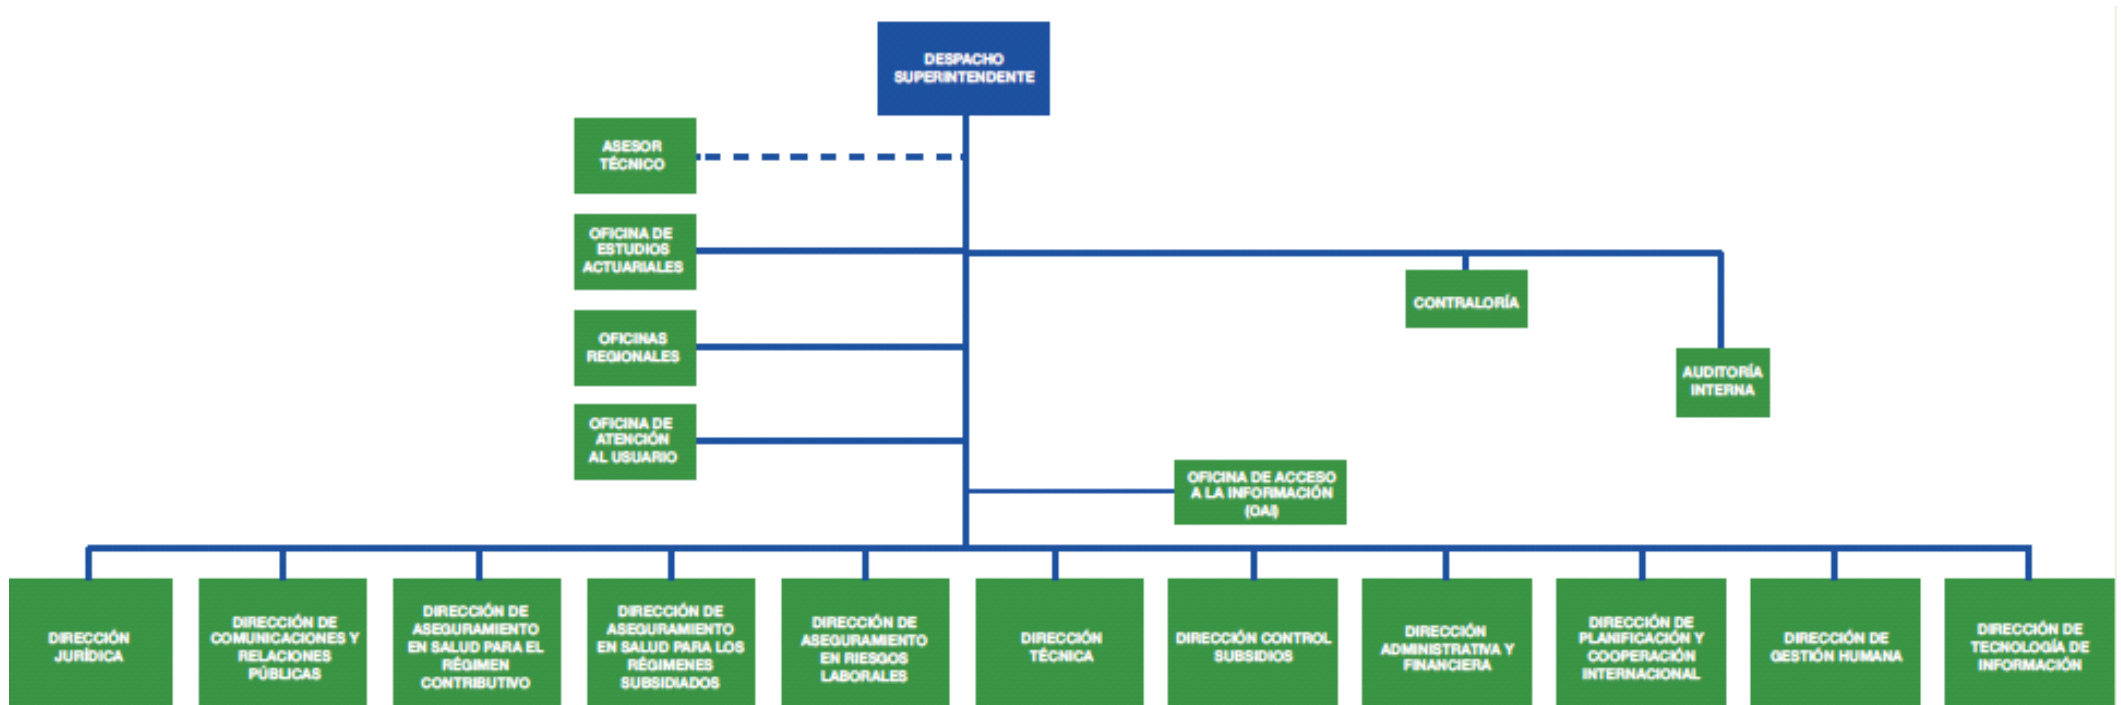 DESPACHO
SUPERINTENDENTE
ASESOR
TÉCNICO
OFICINA DE
ESTUDIOS
ACTUARIALES
CONTRALORÍA
OFICINAS
REGIONALES
AUDITORÍA
INTERNA
OFICINA DE
ATENCIÓN
AL USUARIO
OFICINA DE ACCESO
A LA INFORMACIÓN
(OAI)
DIRECCIÓN
JURÍDICA
DIRECCIÓN DE
COMUNICACIONES Y
RELACIONES
PÚBLICAS
DIRECCIÓN DE
ASEGURAMIENTO
EN SALUD PARA EL
RÉGIMEN
CONTRIBUTIVO
DIRECCIÓN DE
ASEGURAMIENTO
EN SALUD PARA LOS
RÉGIMENES
SUBSIDIADOS
DIRECCIÓN DE
ASEGURAMIENTO
EN RIESGOS
LABORALES
DIRECCIÓN
TÉCNICA
DIRECCIÓN CONTROL
SUBSIDIOS
DIRECCIÓN
ADMINISTRATIVA Y
FINANCIERA
DIRECCIÓN DE
PLANIFICACIÓN Y
COOPERACIÓN
INTERNACIONAL
DIRECCIÓN DE
GESTIÓN HUMANA
DIRECCIÓN DE
TECNOLOGÍA DE
INFORMACIÓN